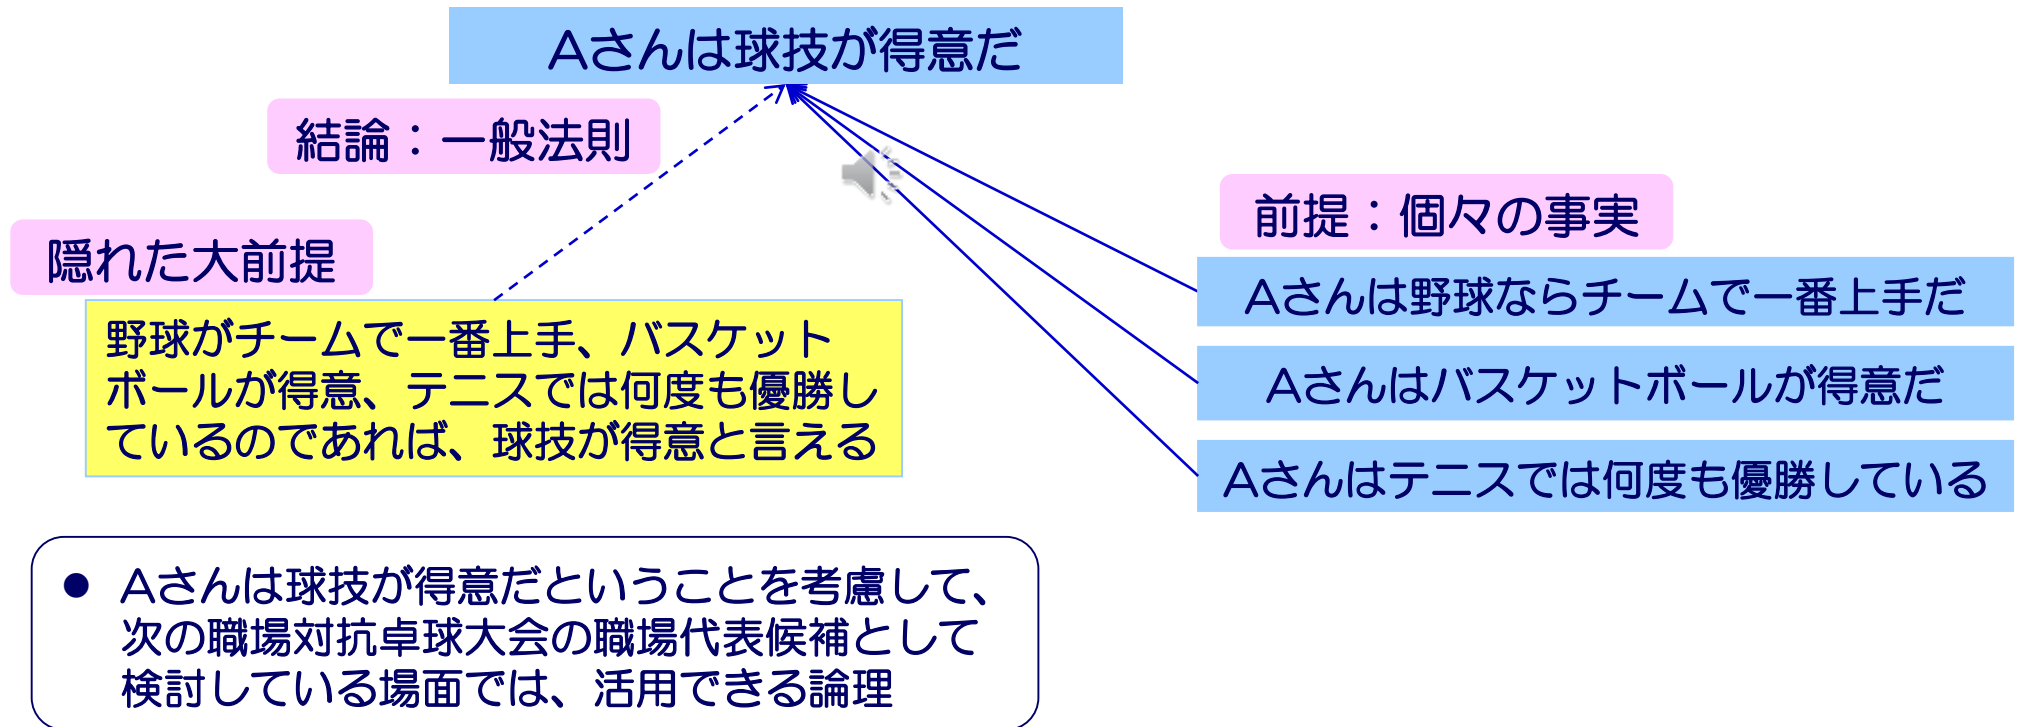 Aさんは球技が得意だ
結論：一般法則
前提：個々の事実
隠れた大前提
Aさんは野球ならチームで一番上手だ
野球がチームで一番上手、バスケット
ボールが得意、テニスでは何度も優勝し
ているのであれば、球技が得意と言える
Aさんはバスケットボールが得意だ
Aさんはテニスでは何度も優勝している
● Aさんは球技が得意だということを考慮して、
次の職場対抗卓球大会の職場代表候補として
検討している場面では、活用できる論理